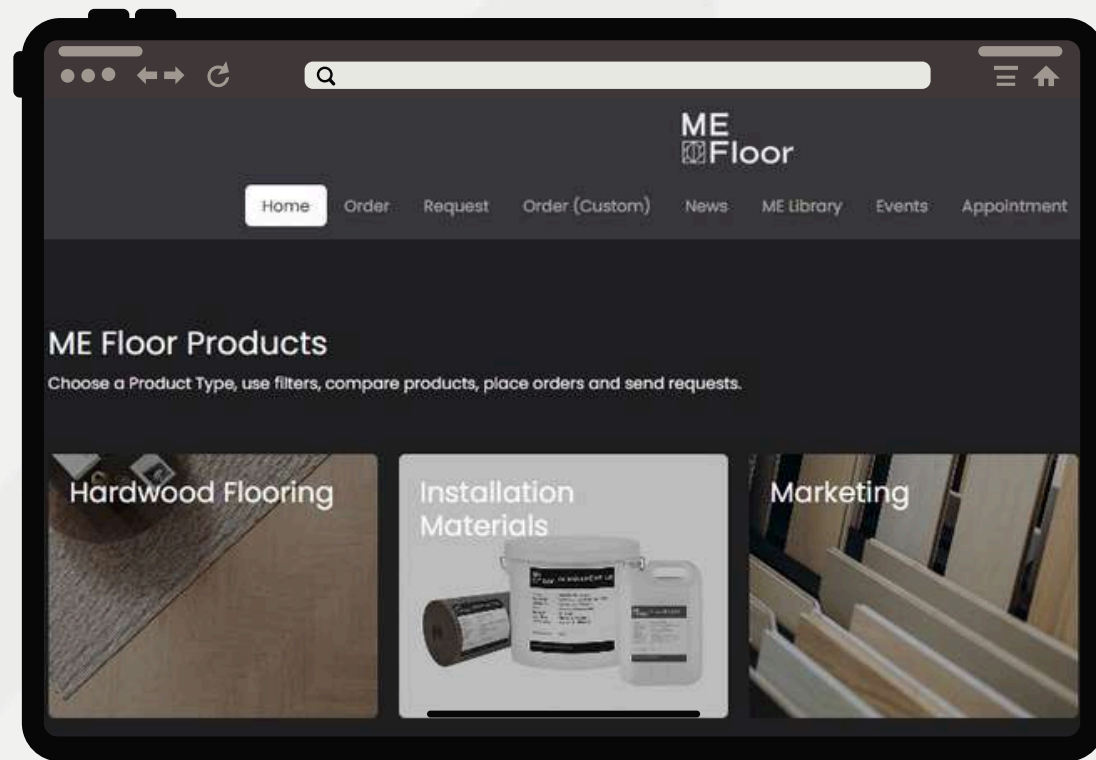 ME
Floor
Home Order Request Order (Custom) News ME Library Events Appointment
ME Floor Products
Choose a Product Type, use filters, compare products, place orders and send requests.
Hardwood Flooring
Installation
Materials
Marketing